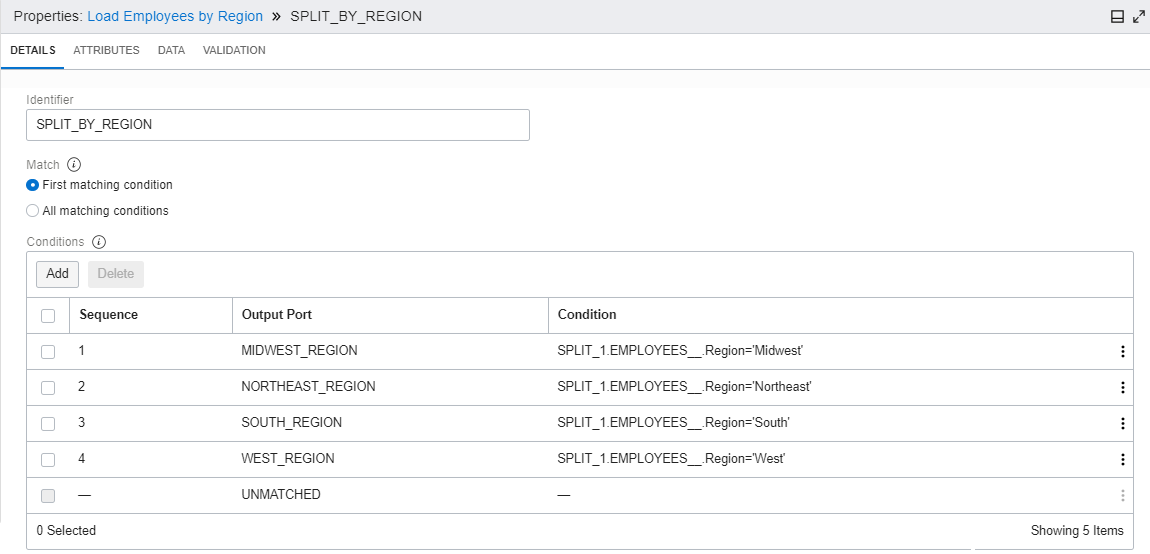 Properties: Load Employees by Region » SPLIT_BY_REGION
DETAILS ATTRIBUTES DATA VALIDATION
Identifier
SPLIT_BY_REGION
Match i
First matching condition
All matching conditions
Conditions i
Add Delete
Sequence Output Port Condition
1 MIDWEST_REGION SPLIT_1.EMPLOYEES__.Region='Midwest'
2 NORTHEAST_REGION SPLIT_1.EMPLOYEES__.Region='Northeast'
3 SOUTH_REGION SPLIT_1.EMPLOYEES__.Region='South'
4 WEST_REGION SPLIT_1.EMPLOYEES__.Region='West'
— UNMATCHED —
0 Selected Showing 5 Items